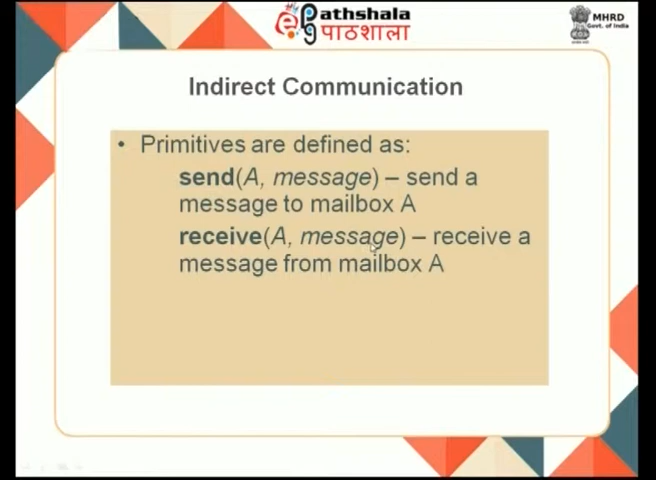 ePG Pathshala
पाठशाला
MHRD
Govt. of India
Indirect Communication
• Primitives are defined as:
send(A, message) – send a
message to mailbox A
receive(A, message) – receive a
message from mailbox A